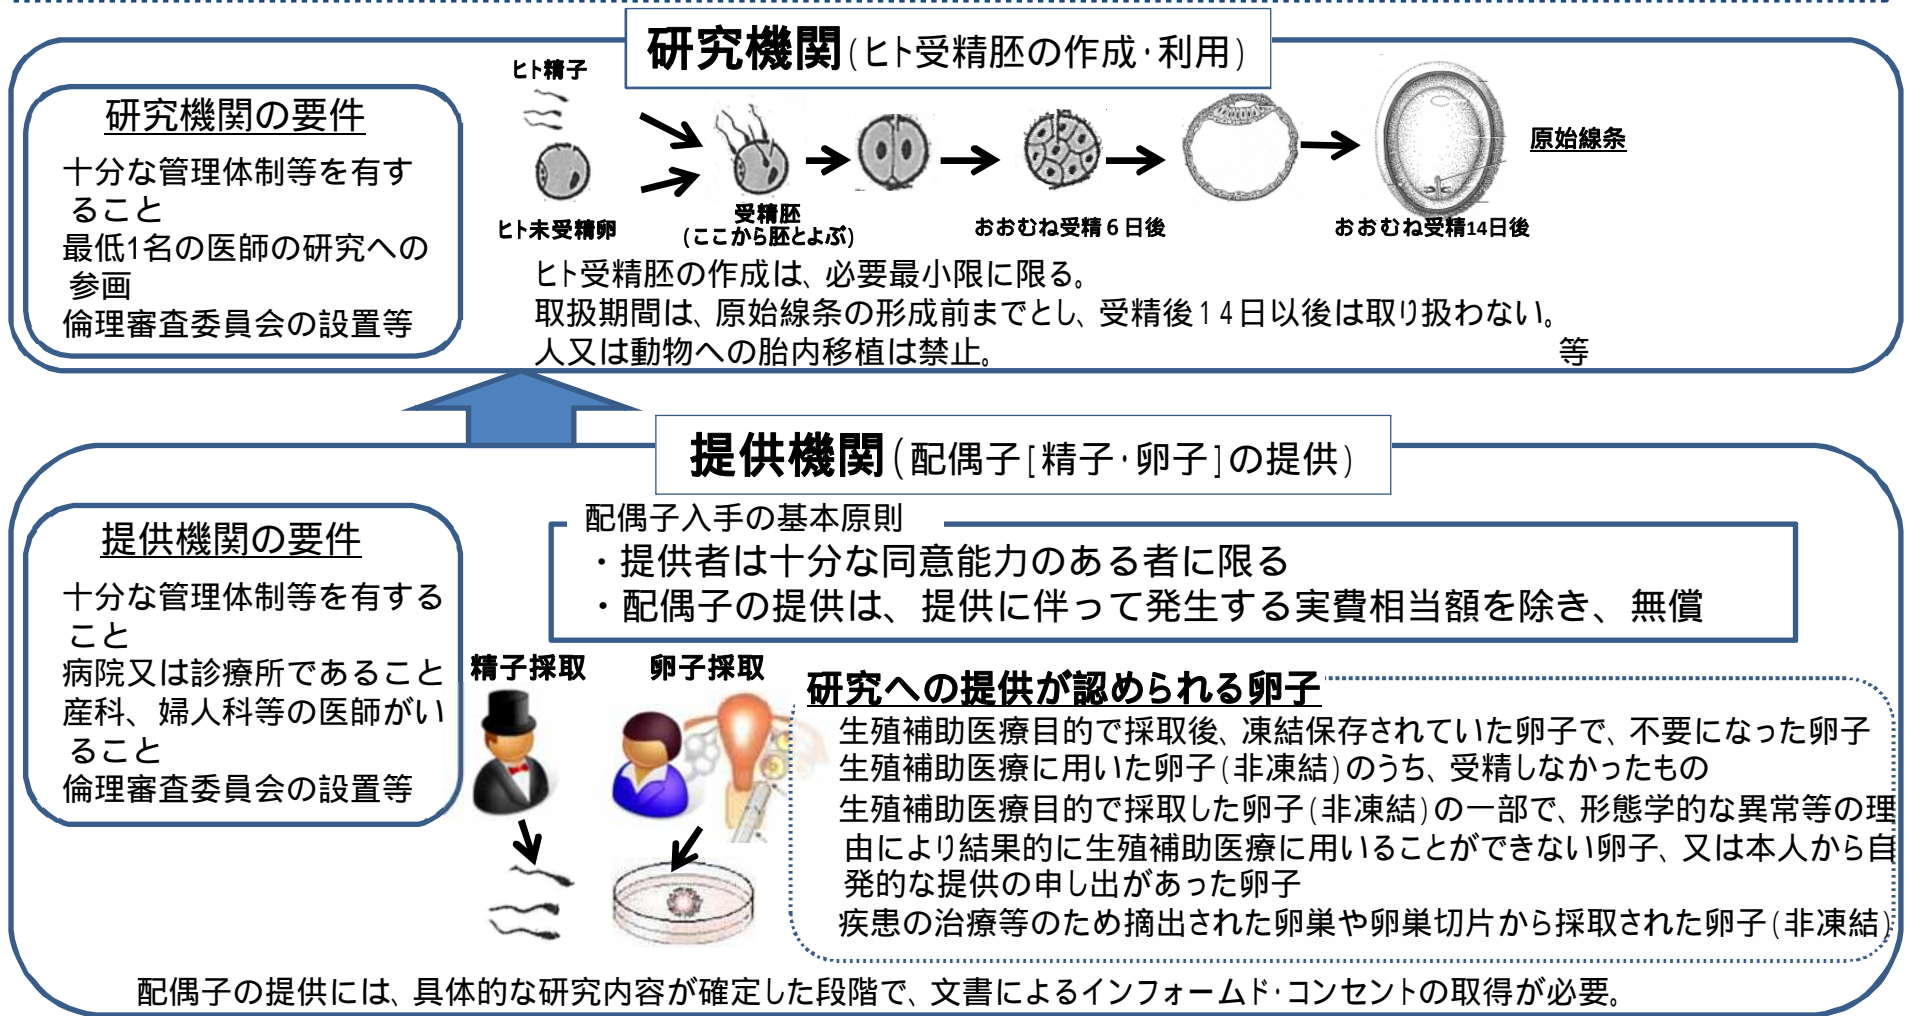 研究機関(ヒト受精胚の作成･利用)
研究機関の要件
十分な管理体制等を有す
ること
最低1名の医師の研究への
参画
倫理審査委員会の設置等
ヒト精子
ヒト未受精卵
受精胚
(ここから胚とよぶ)
おおむね受精６日後
おおむね受精14日後
原始線条
ヒト受精胚の作成は、必要最小限に限る。
取扱期間は、原始線条の形成前までとし、受精後14日以後は取り扱わない。
人又は動物への胎内移植は禁止。 等
提供機関(配偶子[精子･卵子]の提供)
提供機関の要件
十分な管理体制等を有する
こと
病院又は診療所であること
産科、婦人科等の医師がい
ること
倫理審査委員会の設置等
配偶子入手の基本原則
・提供者は十分な同意能力のある者に限る
・配偶子の提供は、提供に伴って発生する実費相当額を除き、無償
精子採取
卵子採取
研究への提供が認められる卵子
生殖補助医療目的で採取後、凍結保存されていた卵子で、不要になった卵子
生殖補助医療に用いた卵子(非凍結)のうち、受精しなかったもの
生殖補助医療目的で採取した卵子(非凍結)の一部で、形態学的な異常等の理
由により結果的に生殖補助医療に用いることができない卵子、又は本人から自
発的な提供の申し出があった卵子
疾患の治療等のため摘出された卵巣や卵巣切片から採取された卵子(非凍結)
配偶子の提供には、具体的な研究内容が確定した段階で、文書によるインフォームド･コンセントの取得が必要。